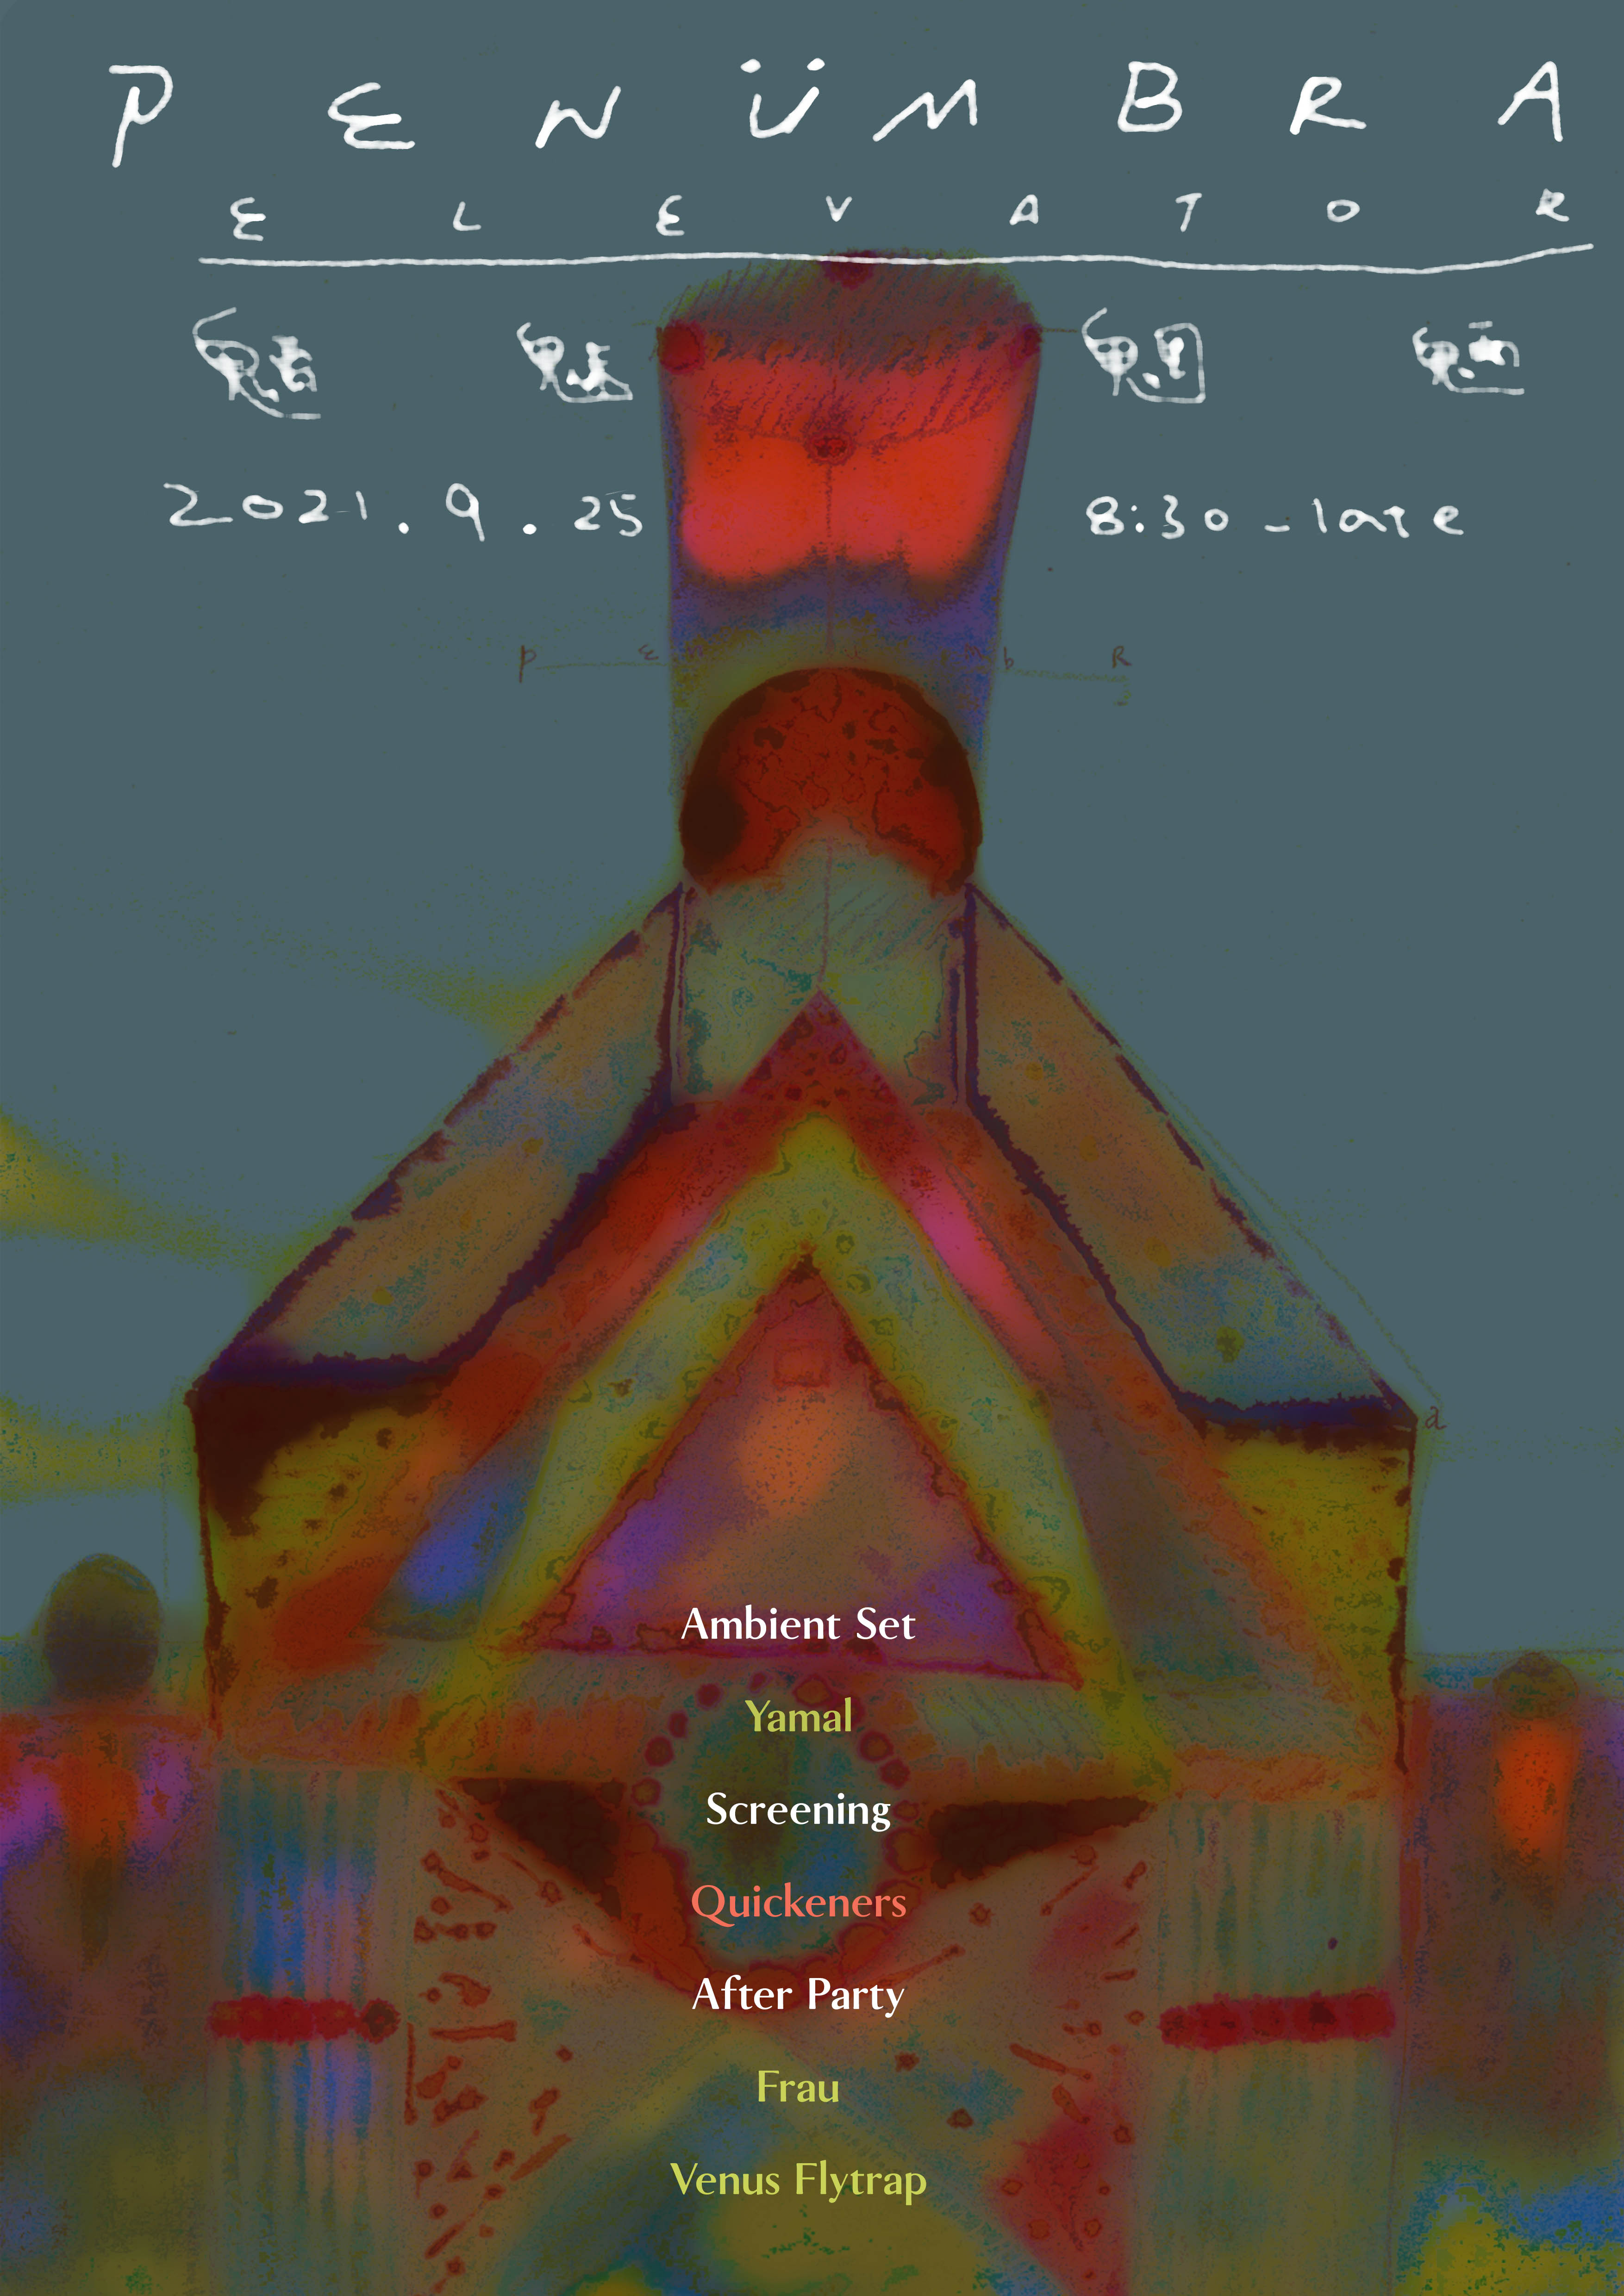 PENÜMBRA
ELEVATOR
2021.9.25 8:30-late
P E b R
a
Ambient Set
Yamal
Screening
Quickeners
After Party
Frau
Venus Flytrap